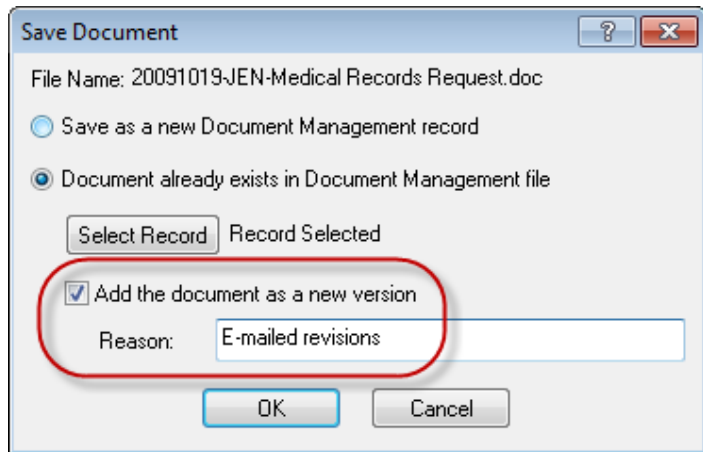 Save Document
File Name: 20091019-JEN-Medical Records Request.doc
Save as a new Document Management record
Document already exists in Document Management file
Select Record Record Selected
Add the document as a new version
Reason: E-mailed revisions
OK Cancel